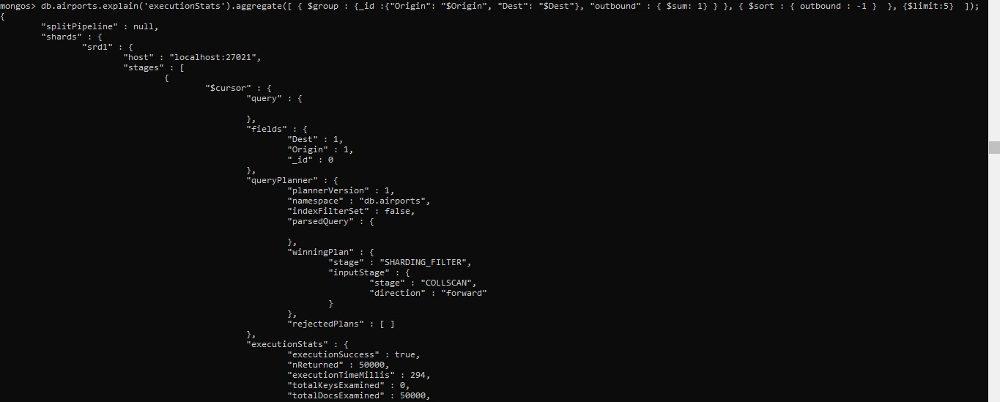 mongos> db.airports.explain('executionStats').aggregate([ { $group : {_id :{"Origin": "$Origin", "Dest": "$Dest"}, "outbound" : { $sum: 1} } }, { $sort : { outbound : -1 }  }, {$limit:5}  ]);
{
        "splitPipeline" : null,
        "shards" : {
                "srd1" : {
                        "host" : "localhost:27021",
                        "stages" : [
                                {
                                        "$cursor" : {
                                                "query" : {

                                                },
                                                "fields" : {
                                                        "Dest" : 1,
                                                        "Origin" : 1,
                                                        "_id" : 0
                                                },
                                                "queryPlanner" : {
                                                        "plannerVersion" : 1,
                                                        "namespace" : "db.airports",
                                                        "indexFilterSet" : false,
                                                        "parsedQuery" : {

                                                        },
                                                        "winningPlan" : {
                                                                "stage" : "SHARDING_FILTER",
                                                                "inputStage" : {
                                                                        "stage" : "COLLSCAN",
                                                                        "direction" : "forward"
                                                                }
                                                        },
                                                        "rejectedPlans" : [ ]
                                                },
                                                "executionStats" : {
                                                        "executionSuccess" : true,
                                                        "nReturned" : 50000,
                                                        "executionTimeMillis" : 294,
                                                        "totalKeysExamined" : 0,
                                                        "totalDocsExamined" : 50000,